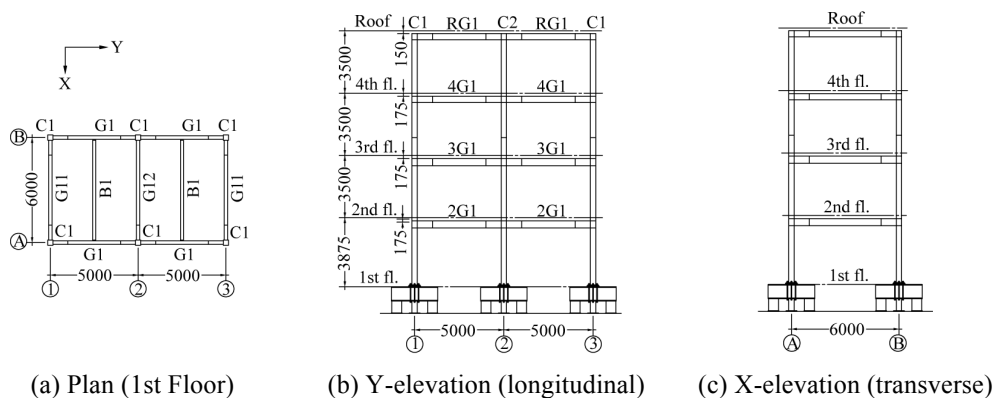 Y
X
C1 G1 C1 G1 C1
B
6000
G11 B1 G12 B1 G11
A
C1 C1 C1
G1 G1
5000 5000
1 2 3
(a) Plan (1st Floor)
Roof C1 RG1 C2 RG1 C1
150
3500
4th fl. 4G1 4G1
175
3500
3rd fl. 3G1 3G1
175
3500
2nd fl. 2G1 2G1
175
3875
1st fl.
5000 5000
1 2 3
(b) Y-elevation (longitudinal)
Roof
4th fl.
3rd fl.
2nd fl.
1st fl.
6000
A B
(c) X-elevation (transverse)